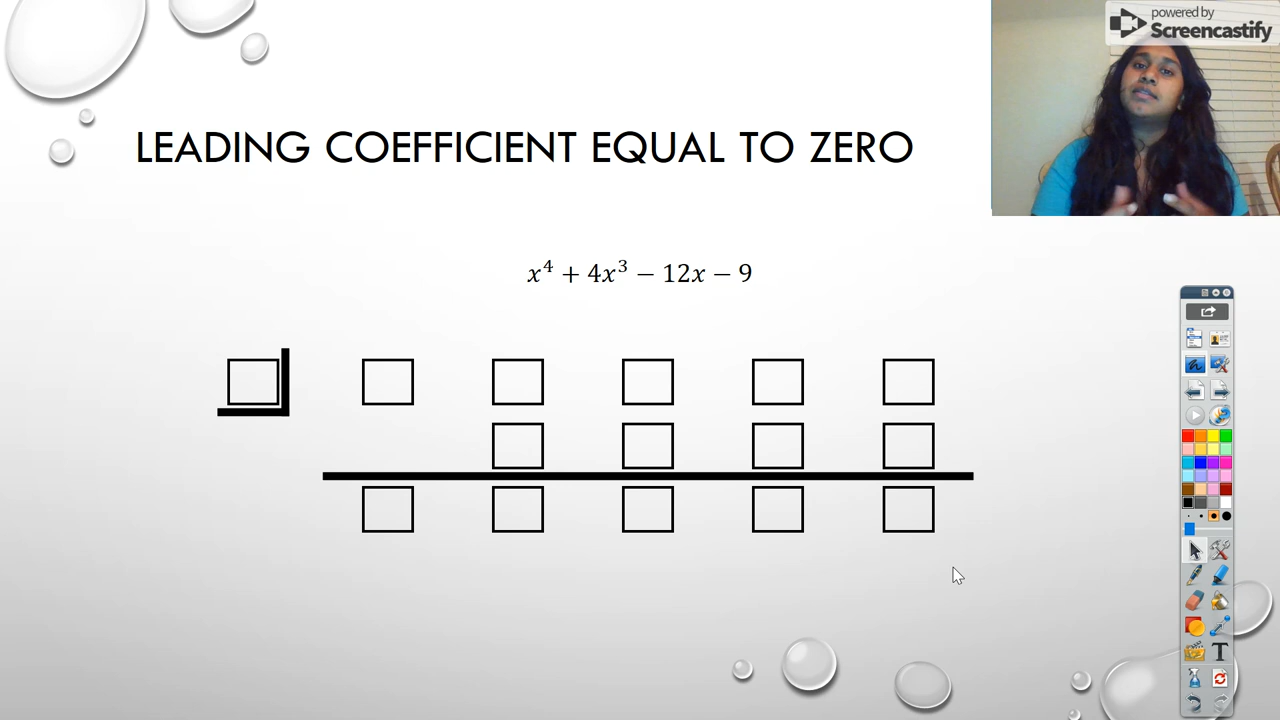 powered by
Screencastify
LEADING COEFFICIENT EQUAL TO ZERO
x⁴ + 4x³ − 12x − 9